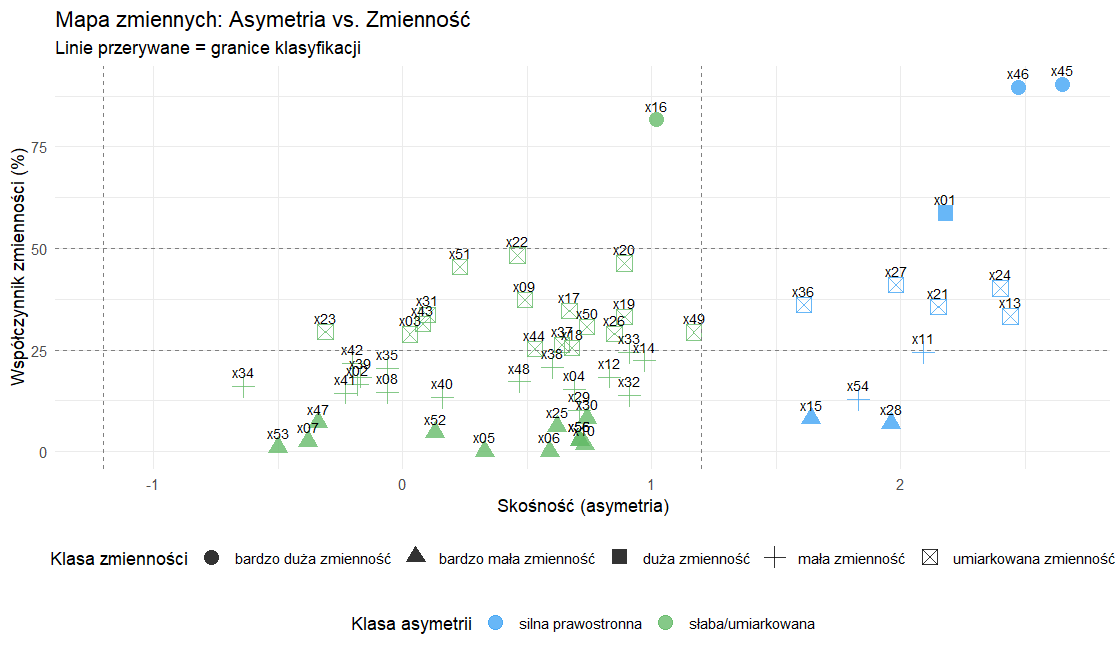 Mapa zmiennych: Asymetria vs. Zmienność
Linie przerywane = granice klasyfikacji
x46 x45
x16
75
x01
50
x22
x51 x20
x27
x24
x09
x36
x21
x31
x17
x19
x13
x43
x23
x03
x50
x26
x49
x44
x37
x18
25
x42
x35
x33
x14
x11
x39
x38
x34
x02
x08
x41
x40
x48
x04
x12
x32
x54
x29
x30
x47
x25
x15
x28
x53
x07
x52
x05
x06
x10
0
Współczynnik zmienności (%)
-1 0 1 2
Skośność (asymetria)
Klasa zmienności bardzo duża zmienność bardzo mała zmienność duża zmienność mała zmienność umiarkowana zmienność
Klasa asymetrii silna prawostronna słaba/umiarkowana